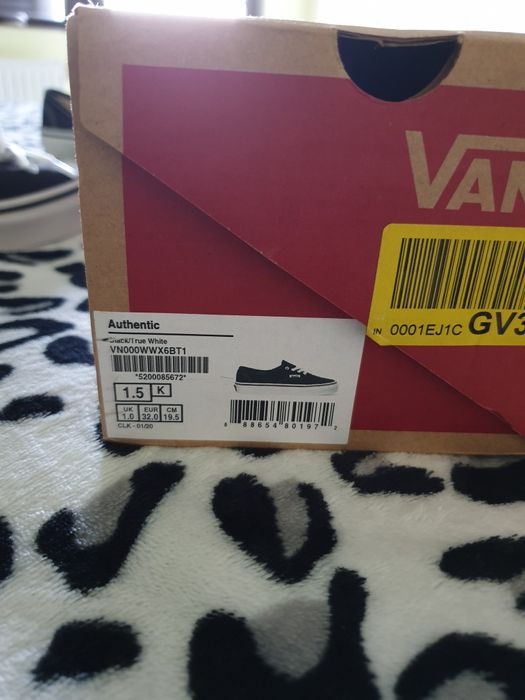 VAN
IN 0001EJ1C GV3
Authentic
Black/True White
VN000WWX6BT1
*5200085672*
1.5 K
UK EUR CM
1.0 32.0 19.5
CLK - 01/20
8 88654 80197 2